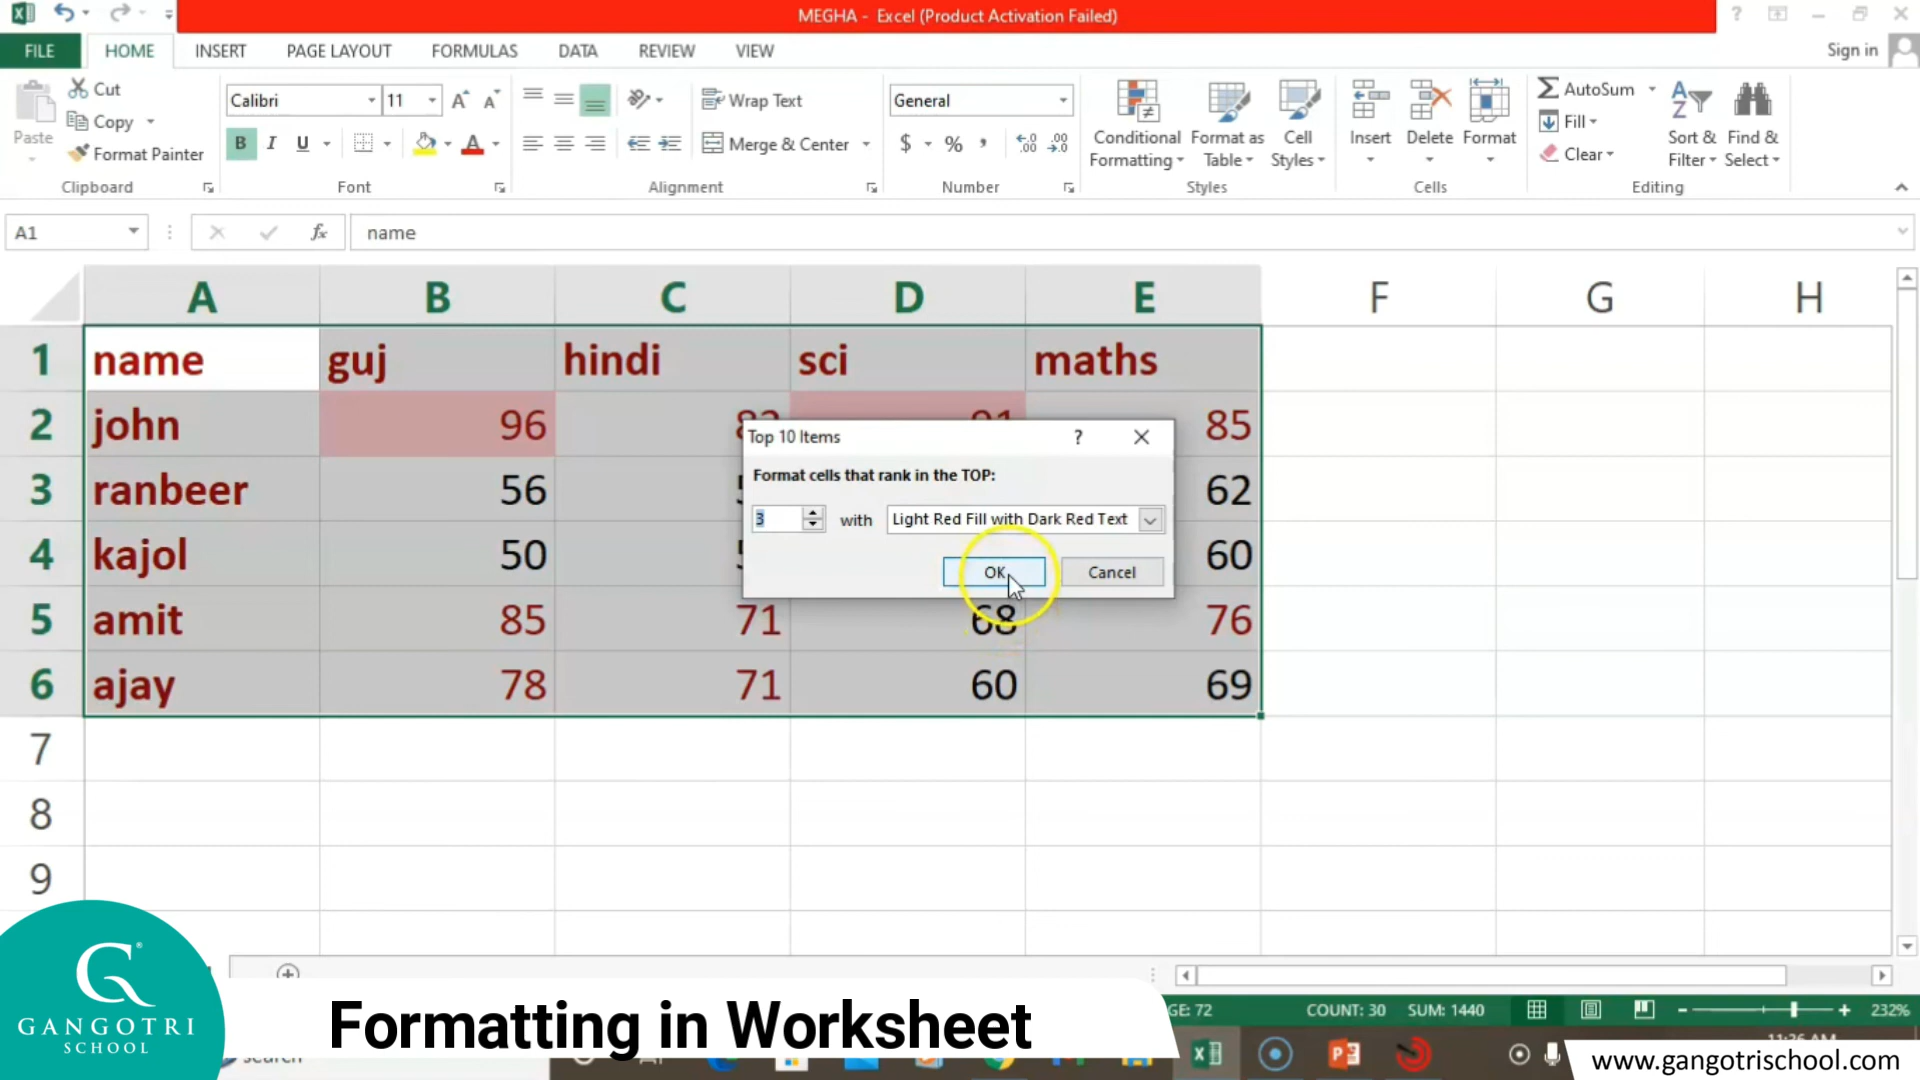 MEGHA - Excel (Product Activation Failed)
FILE HOME INSERT PAGE LAYOUT FORMULAS DATA REVIEW VIEW Sign in
Paste Cut Copy Format Painter Clipboard
Calibri 11 B I U Font
Wrap Text Merge & Center Alignment
General $ % , Number
Conditional Formatting Format as Table Cell Styles Styles
Insert Delete Format Cells
AutoSum Fill Clear Sort & Filter Find & Select Editing
A1 fx name
A B C D E F G H
1 name guj hindi sci maths
2 john 96 91 85
3 ranbeer 56 62
4 kajol 50 60
5 amit 85 71 68 76
6 ajay 78 71 60 69
7
8
9
Top 10 Items ?
Format cells that rank in the TOP:
3 with Light Red Fill with Dark Red Text
OK Cancel
GE: 72 COUNT: 30 SUM: 1440 232%
GANGOTRI
SCHOOL
Formatting in Worksheet
www.gangotrischool.com